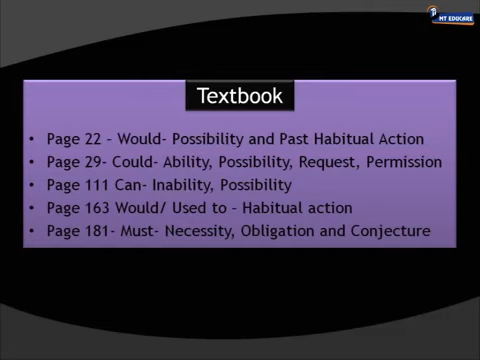 MT EDUCARE
Textbook
• Page 22 – Would- Possibility and Past Habitual Action
• Page 29- Could- Ability, Possibility, Request, Permission
• Page 111 Can- Inability, Possibility
• Page 163 Would/ Used to – Habitual action
• Page 181- Must- Necessity, Obligation and Conjecture